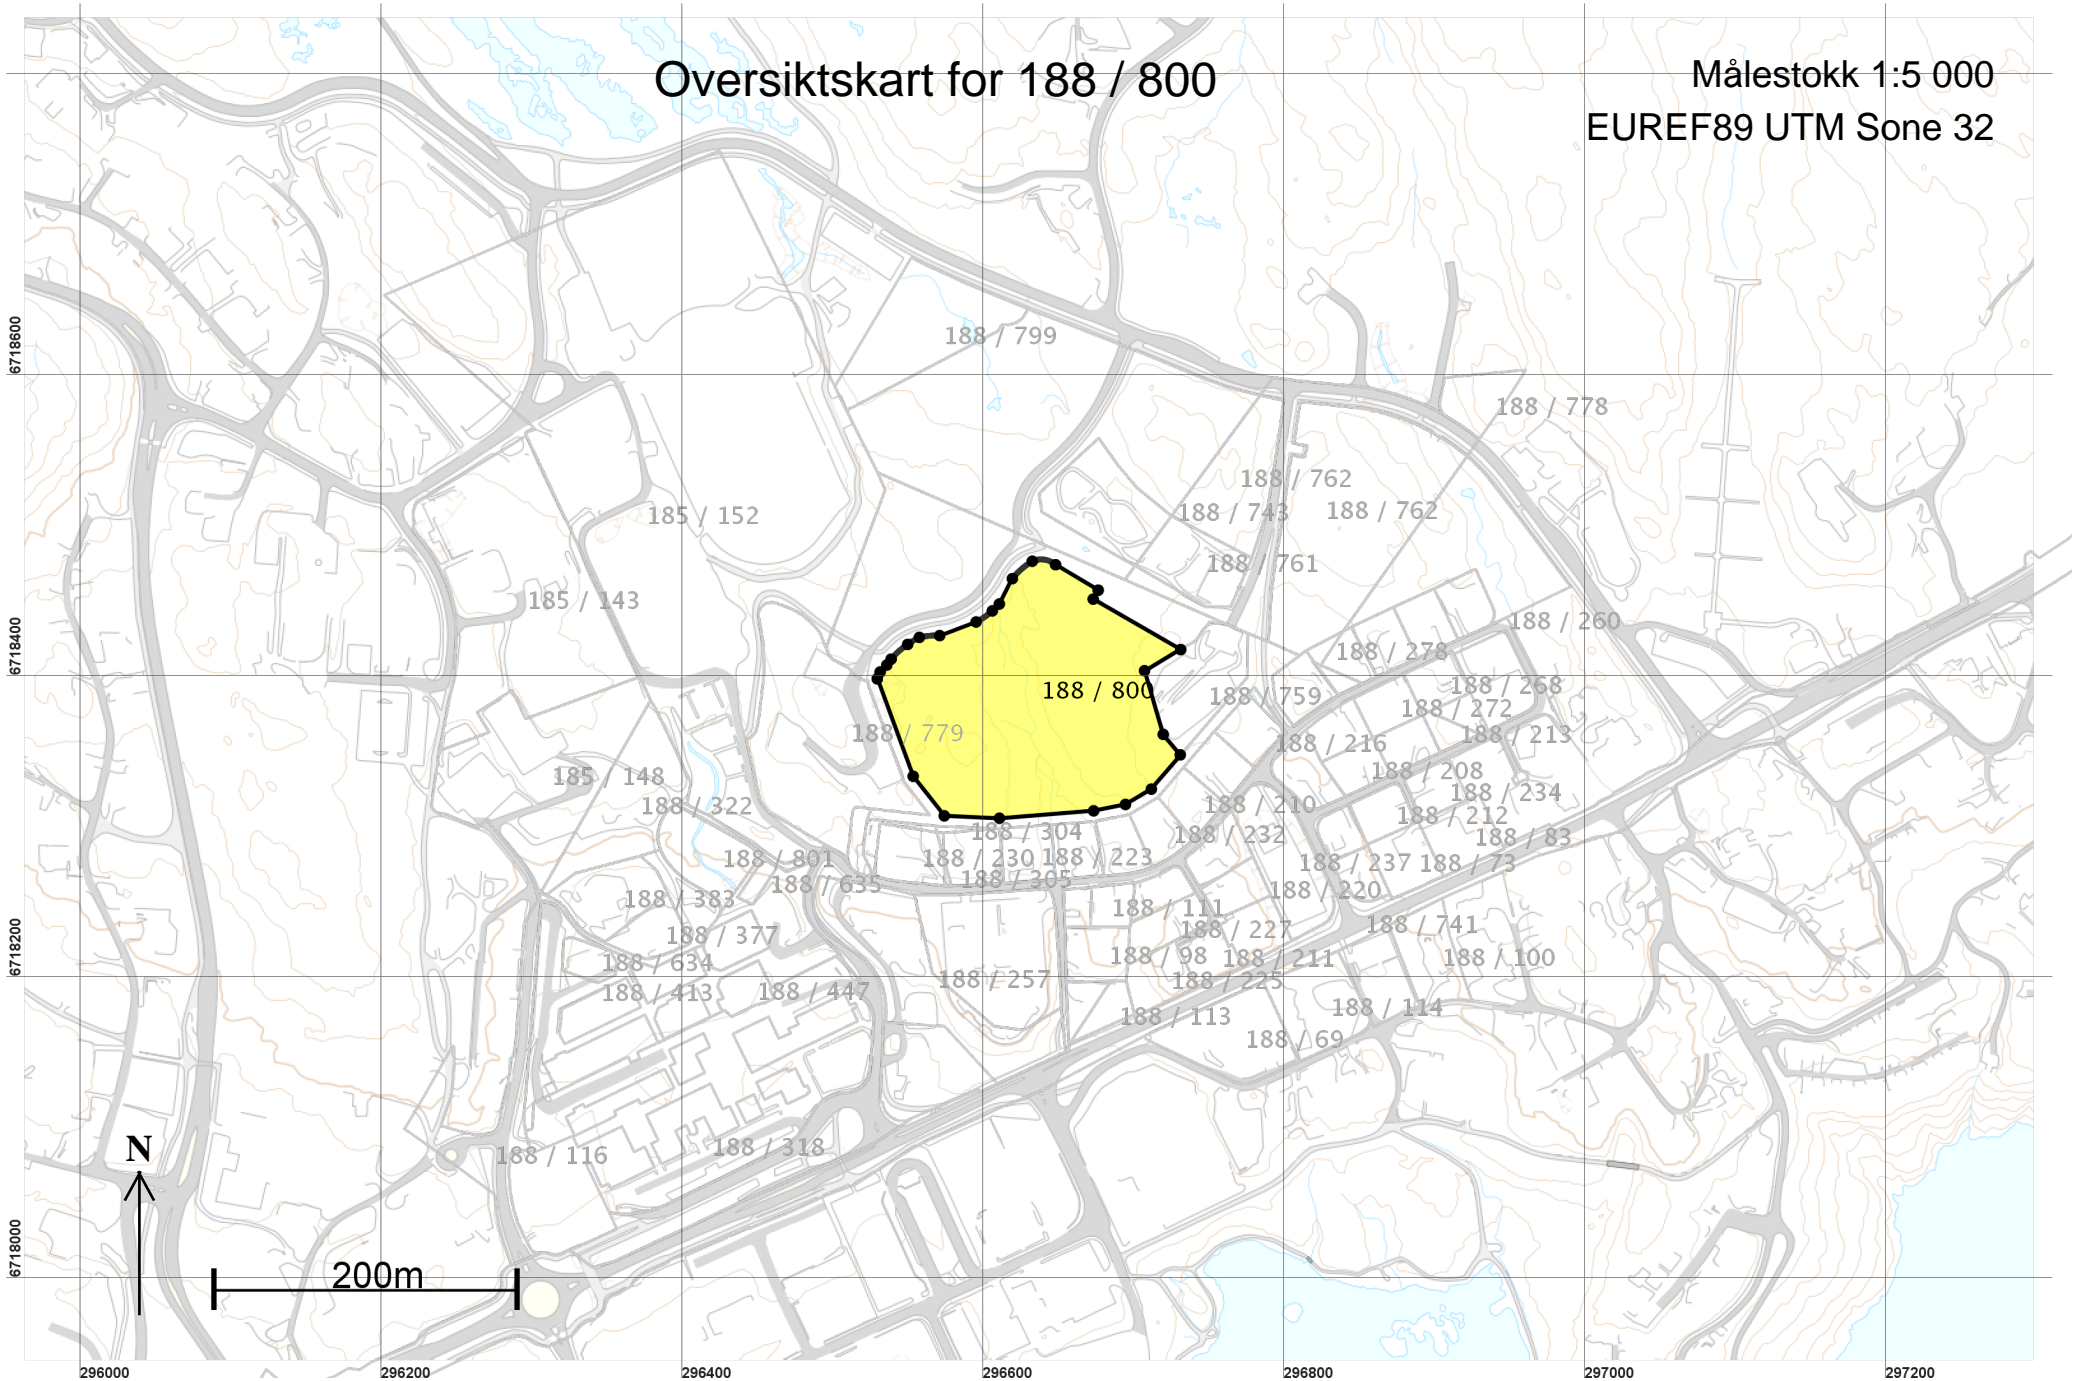 Oversiktskart for 188 / 800
Målestokk 1:5 000
EUREF89 UTM Sone 32
6718600
188 / 799
188 / 778
188 / 762
188 / 743
188 / 762
185 / 152
188 / 761
185 / 143
188 / 260
6718400
188 / 278
188 / 268
188 / 800
188 / 759
188 / 272
188 / 779
188 / 213
188 / 216
188 / 208
185 / 148
188 / 234
188 / 322
188 / 210
188 / 212
188 / 304
188 / 232
188 / 83
188 / 801
188 / 230
188 / 223
188 / 237
188 / 73
188 / 635
188 / 305
188 / 220
188 / 383
188 / 111
188 / 741
188 / 377
188 / 227
6718200
188 / 634
188 / 98
188 / 211
188 / 100
188 / 257
188 / 225
188 / 413
188 / 447
188 / 114
188 / 113
188 / 69
188 / 318
188 / 116
N
6718000
200m
296000
296200
296400
296600
296800
297000
297200